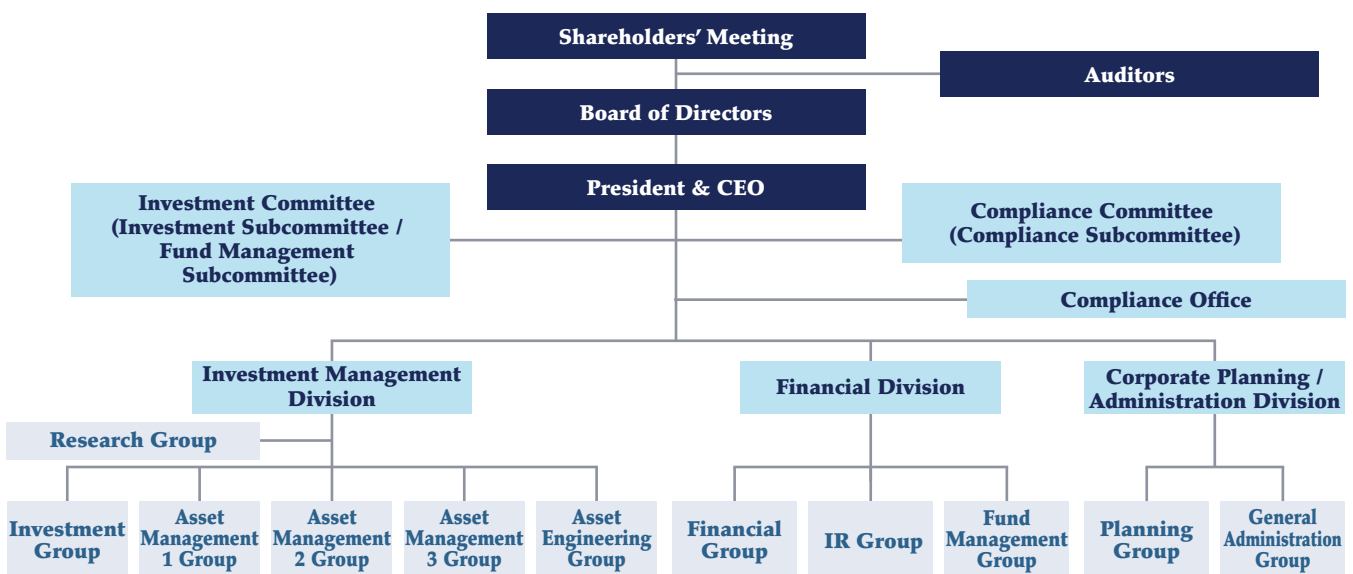 Shareholders’ Meeting
Auditors
Board of Directors
President & CEO
Investment Committee
(Investment Subcommittee /
Fund Management
Subcommittee)
Compliance Committee
(Compliance Subcommittee)
Compliance Office
Investment Management
Division
Financial Division
Corporate Planning /
Administration Division
Research Group
Investment
Group
Asset
Management
1 Group
Asset
Management
2 Group
Asset
Management
3 Group
Asset
Engineering
Group
Financial
Group
IR Group
Fund
Management
Group
Planning
Group
General
Administration
Group